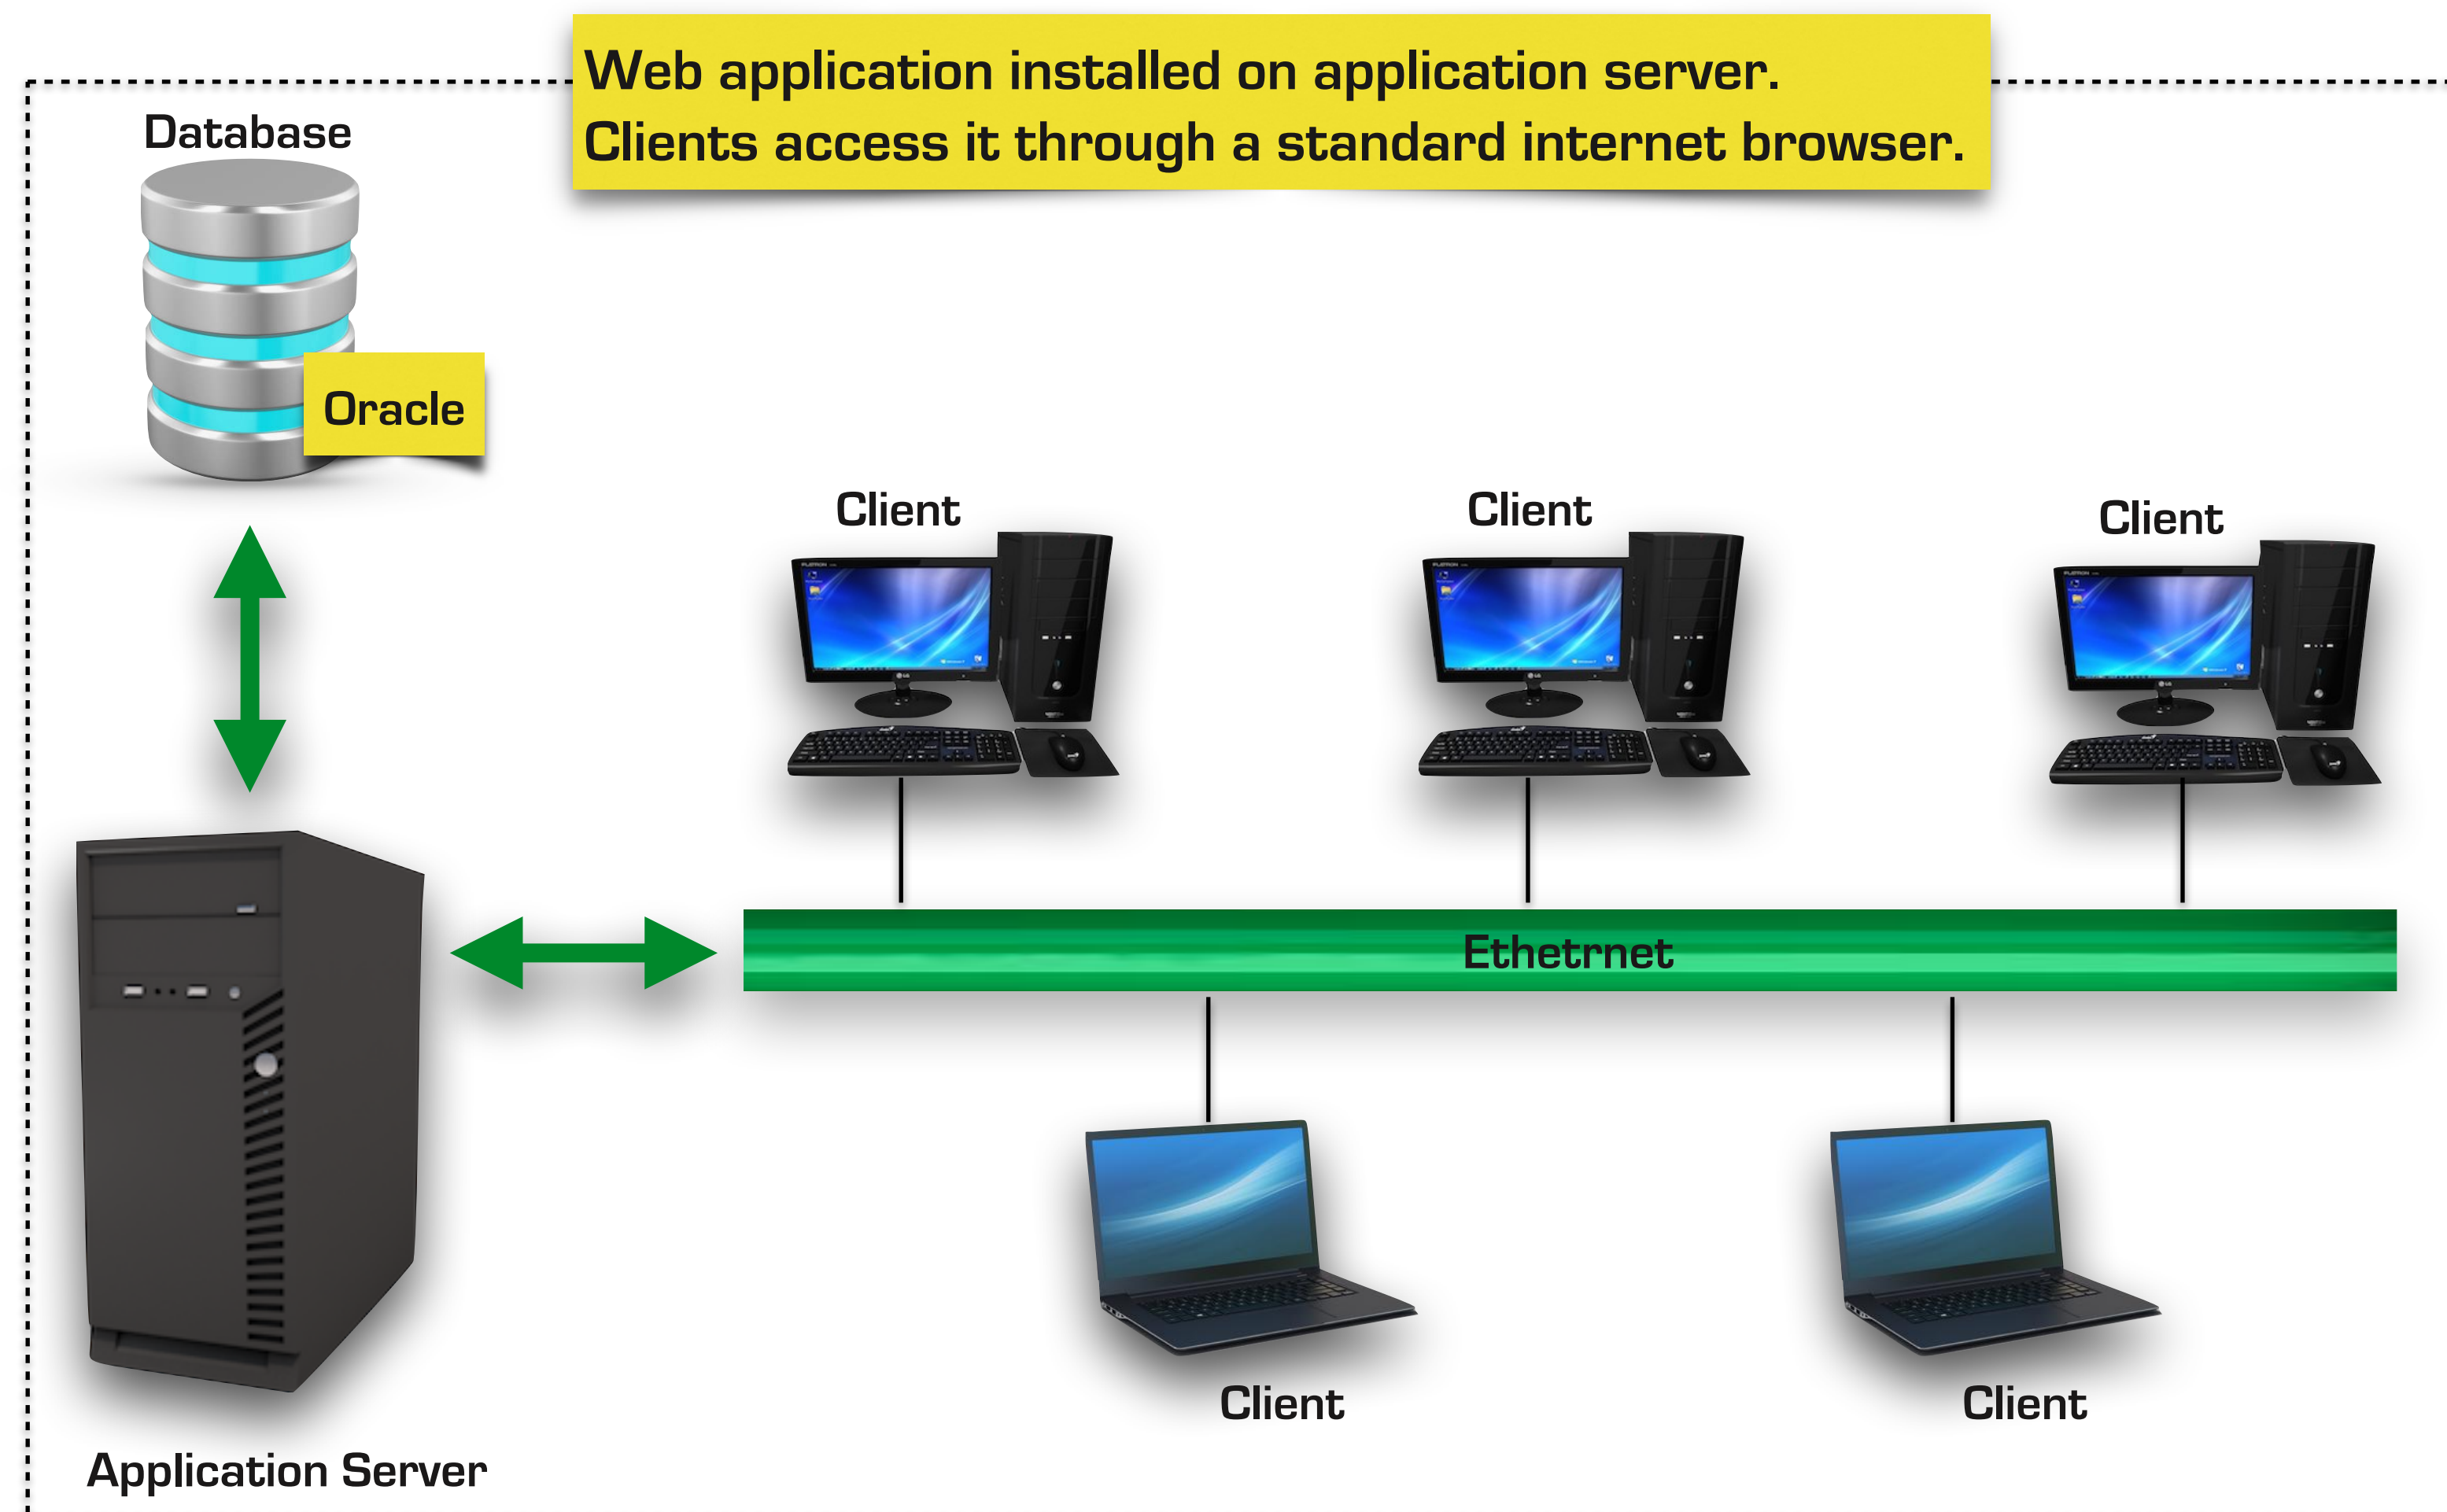 Web application installed on application server.
Clients access it through a standard internet browser.
Database
Oracle
Client
Client
Client
Ethetrnet
Client
Client
Application Server